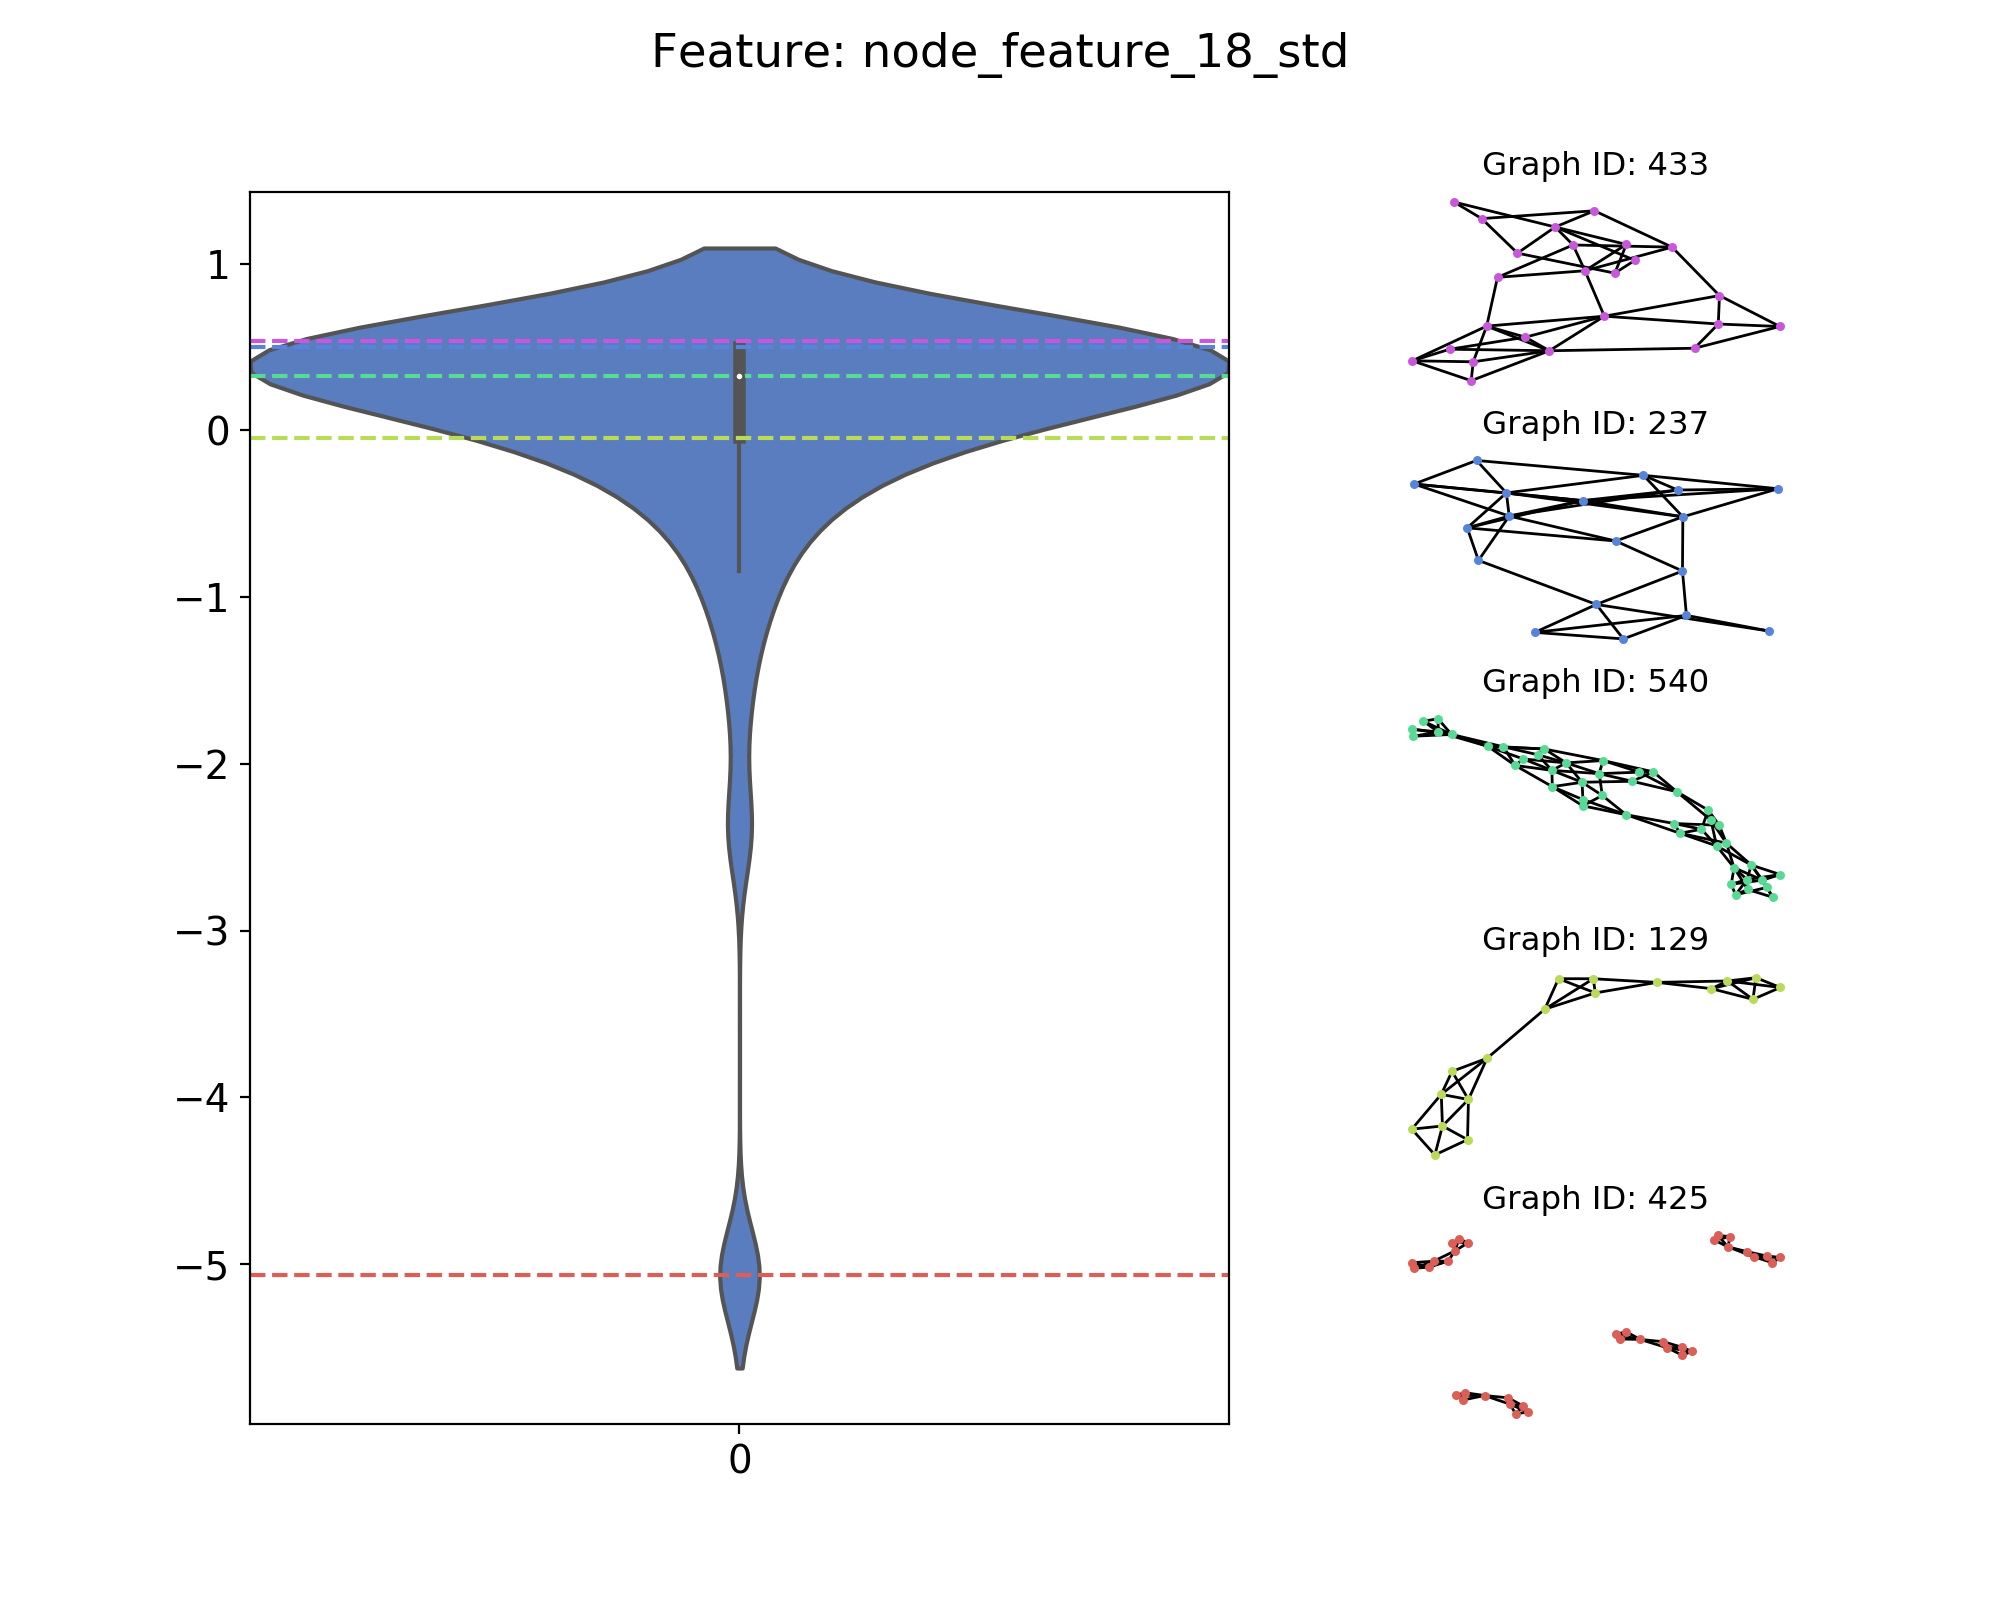 Feature: node_feature_18_std
1
0
−1
−2
−3
−4
−5
0
Graph ID: 433
Graph ID: 237
Graph ID: 540
Graph ID: 129
Graph ID: 425